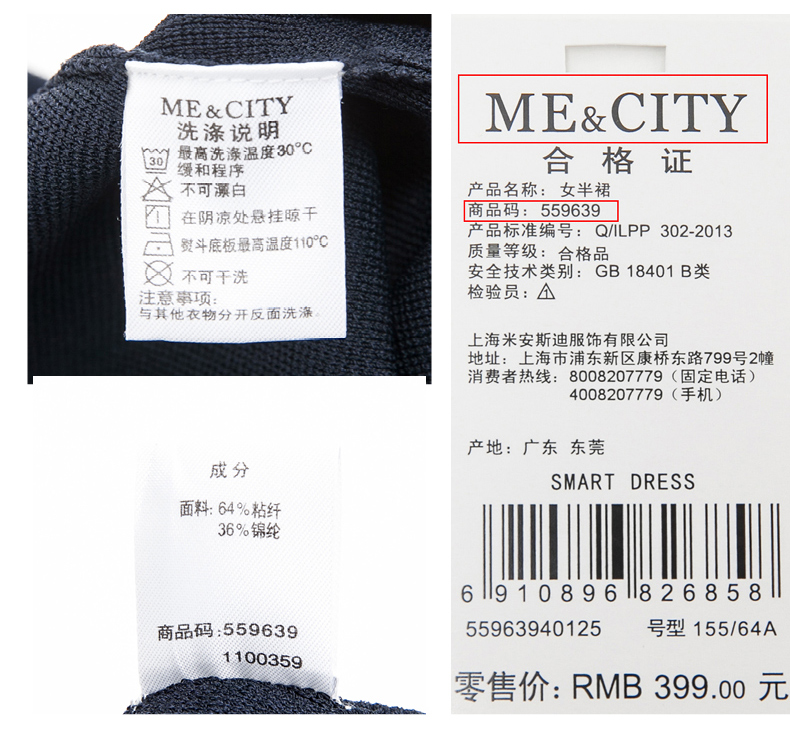 ME&CITY
洗涤说明
30
最高洗涤温度30℃
缓和程序
不可漂白
在阴凉处悬挂晾干
熨斗底板最高温度110℃
不可干洗
注意事项:
与其他衣物分开反面洗涤.
成分
面料: 64%粘纤
36%锦纶
商品码:559639
1100359
ME&CITY
合格证
产品名称: 女半裙
商品码: 559639
产品标准编号: Q/ILPP 302-2013
质量等级: 合格品
安全技术类别: GB 18401 B类
检验员: 1
上海米安斯迪服饰有限公司
地址: 上海市浦东新区康桥东路799号2幢
消费者热线: 8008207779（固定电话）
4008207779（手机）
产地: 广东 东莞
SMART DRESS
6 910896 826858
55963940125 号型 155/64A
零售价: RMB 399.00 元